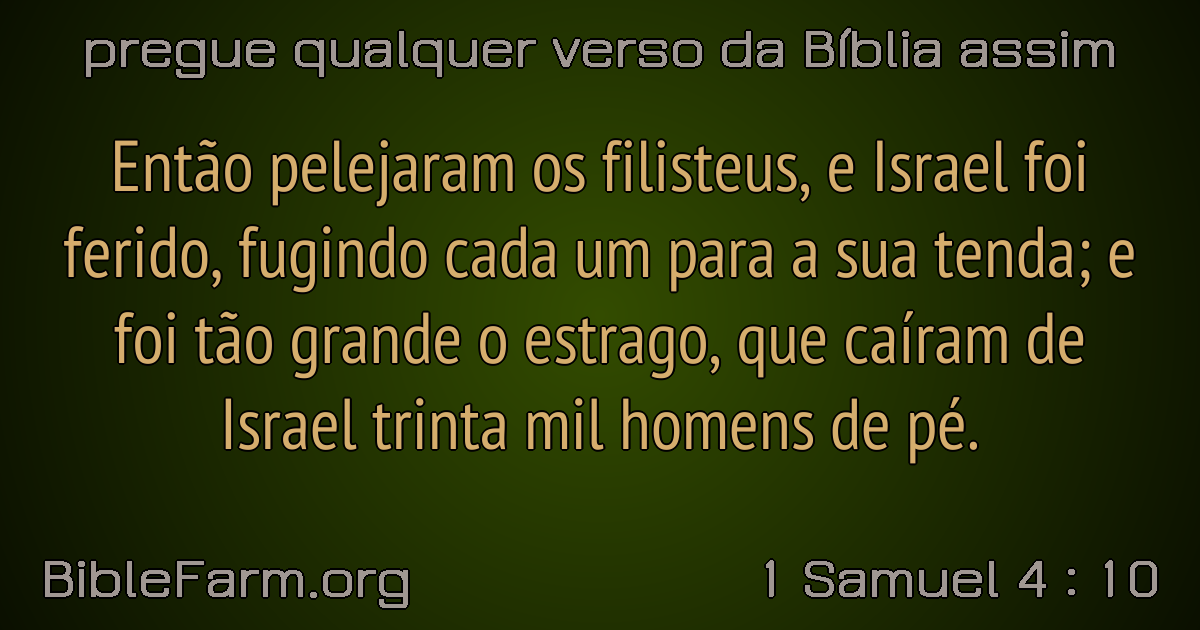 pregue qualquer verso da Bíblia assim
Então pelejaram os filisteus, e Israel foi
ferido, fugindo cada um para a sua tenda; e
foi tão grande o estrago, que caíram de
Israel trinta mil homens de pé.
BibleFarm.org
1 Samuel 4 : 10